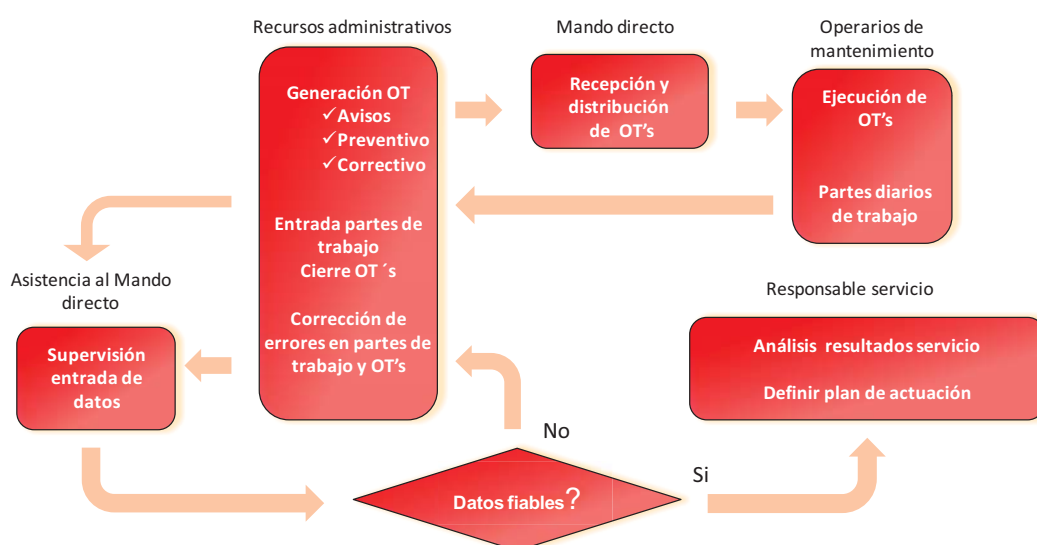 Recursos administrativos
Generación OT
✓Avisos
✓Preventivo
✓Correctivo
Entrada partes de
trabajo
Cierre OT ´s
Corrección de
errores en partes de
trabajo y OT's
Mando directo
Recepción y
distribución
de OT's
Operarios de
mantenimiento
Ejecución de
OT's
Partes diarios
de trabajo
Asistencia al Mando
directo
Supervisión
entrada de
datos
Datos fiables?
No
Si
Responsable servicio
Análisis resultados servicio
Definir plan de actuación